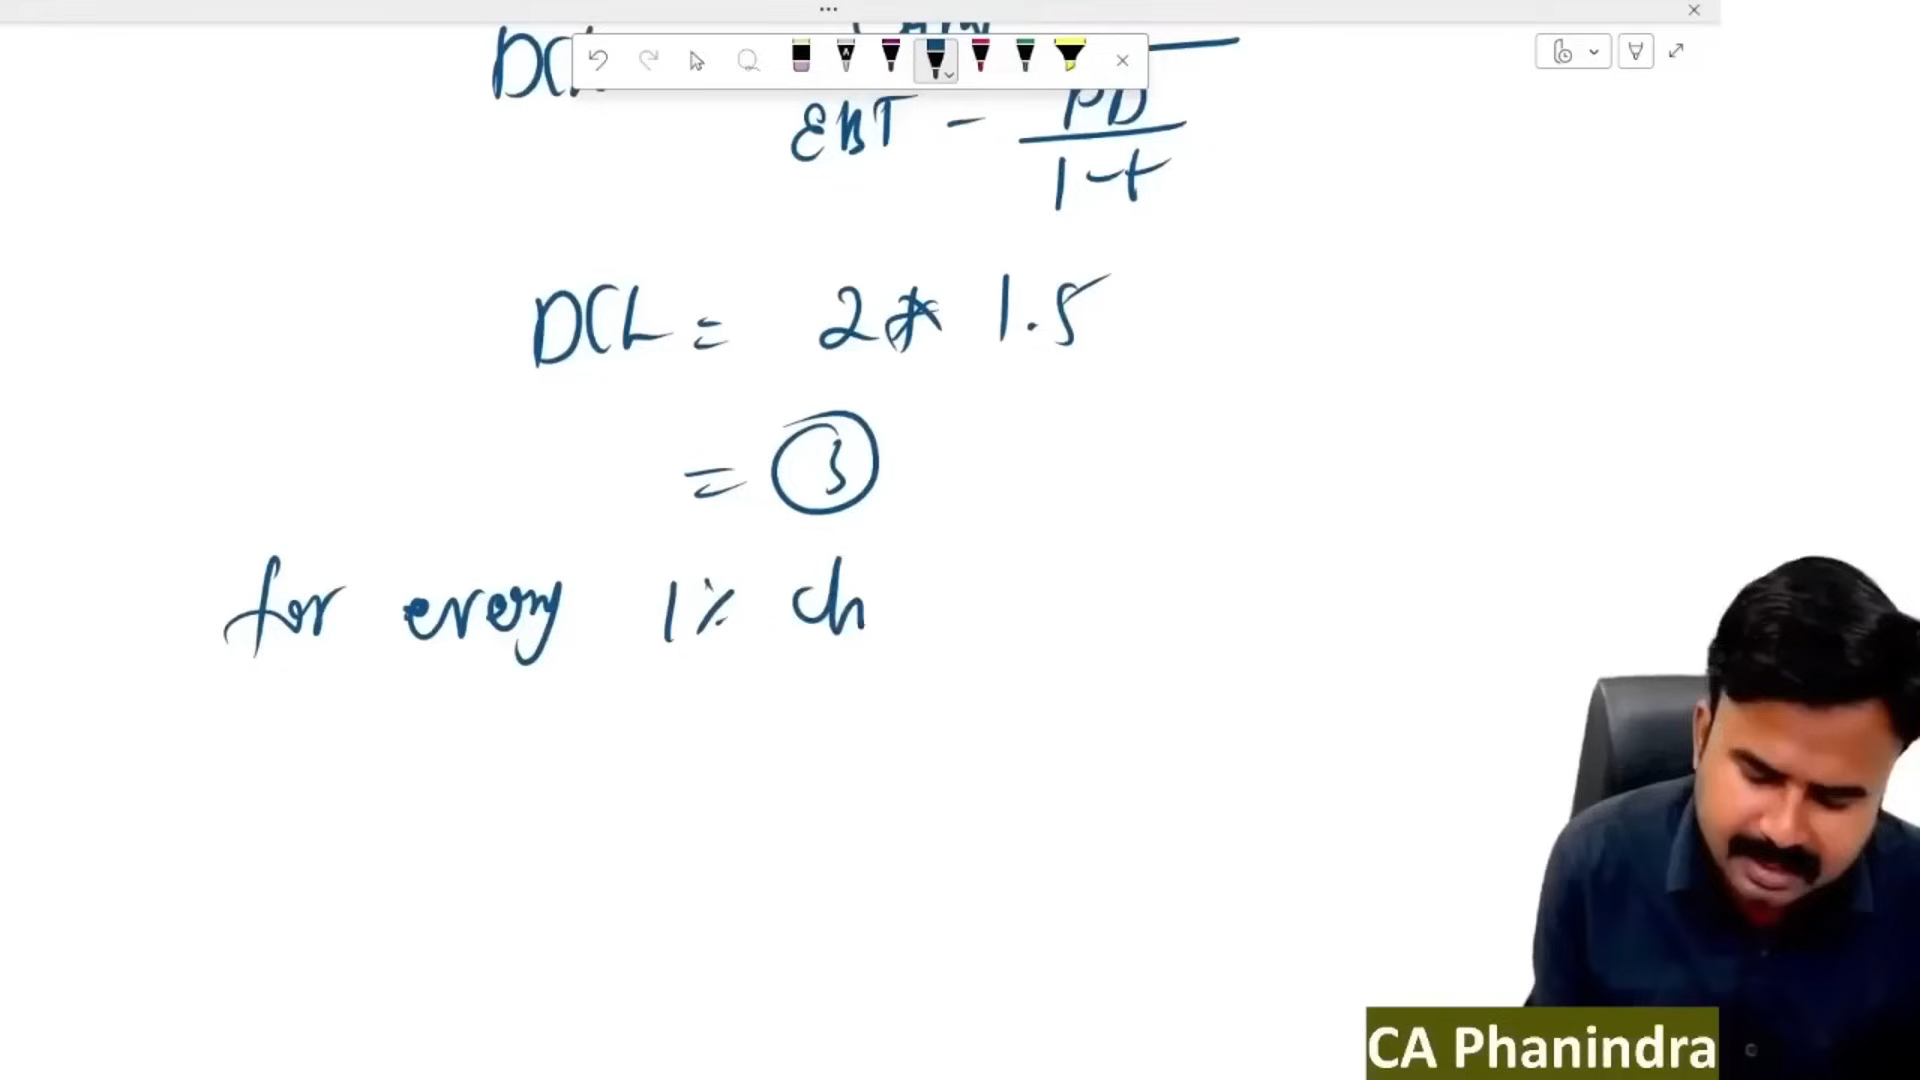 DCL
EBT - PD
1-t
DCL = 2 * 1.5
= 3
for every 1% ch
CA Phanindra